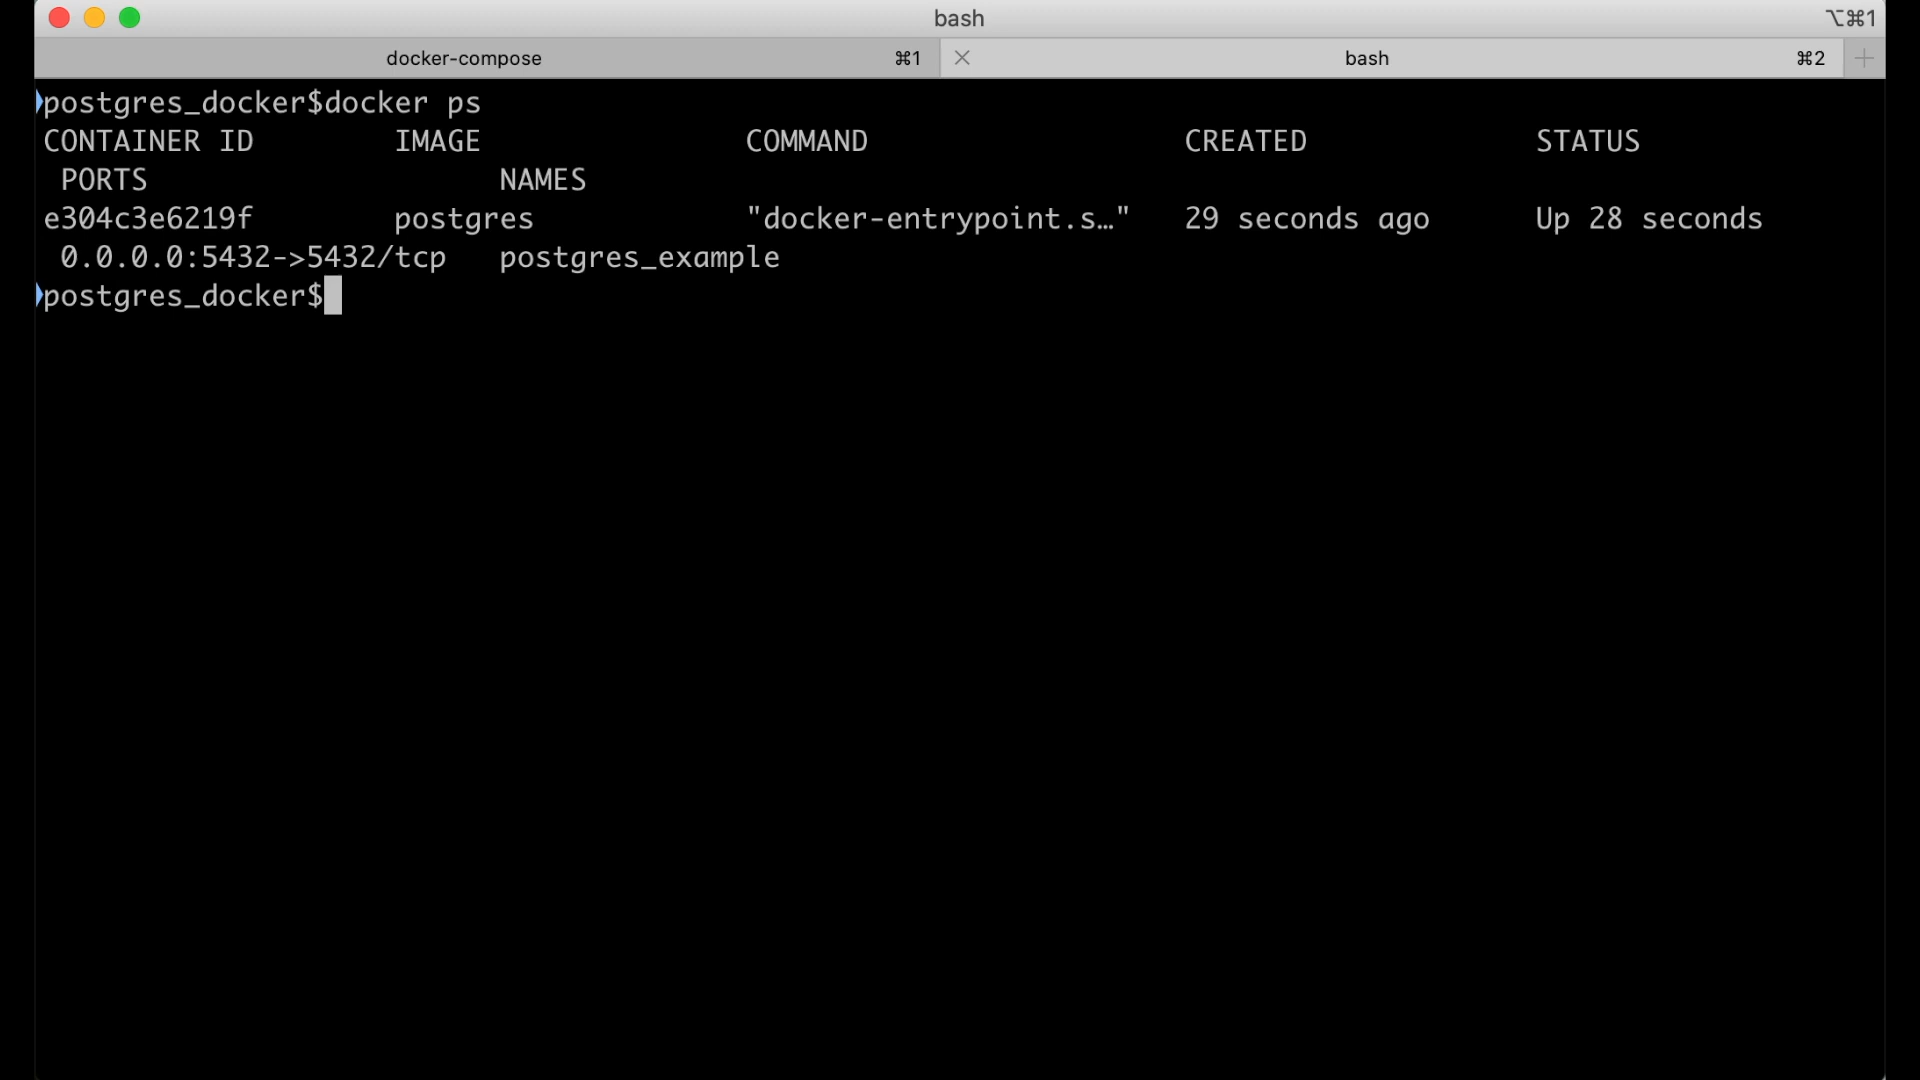 bash ⌥⌘1
docker-compose ⌘1 bash ⌘2
postgres_docker$docker ps
CONTAINER ID IMAGE COMMAND CREATED STATUS
PORTS NAMES
e304c3e6219f postgres "docker-entrypoint.s…" 29 seconds ago Up 28 seconds
0.0.0.0:5432->5432/tcp postgres_example
postgres_docker$